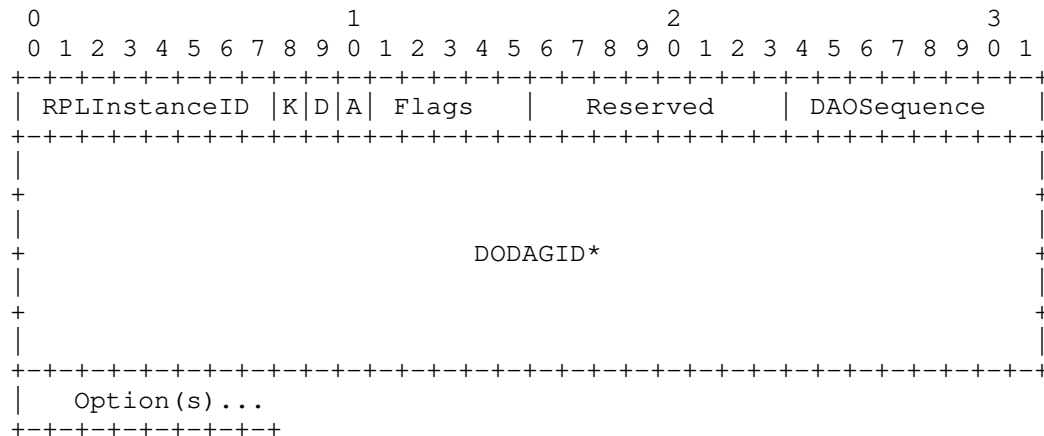 0                   1                   2                   3
 0 1 2 3 4 5 6 7 8 9 0 1 2 3 4 5 6 7 8 9 0 1 2 3 4 5 6 7 8 9 0 1
+-+-+-+-+-+-+-+-+-+-+-+-+-+-+-+-+-+-+-+-+-+-+-+-+-+-+-+-+-+-+-+-+
| RPLInstanceID |K|D|A|  Flags  |   Reserved    | DAOSequence   |
+-+-+-+-+-+-+-+-+-+-+-+-+-+-+-+-+-+-+-+-+-+-+-+-+-+-+-+-+-+-+-+-+
|                                                               |
+                                                               +
|                                                               |
+                            DODAGID*                           +
|                                                               |
+                                                               +
|                                                               |
+-+-+-+-+-+-+-+-+-+-+-+-+-+-+-+-+-+-+-+-+-+-+-+-+-+-+-+-+-+-+-+-+
|   Option(s)...
+-+-+-+-+-+-+-+-+